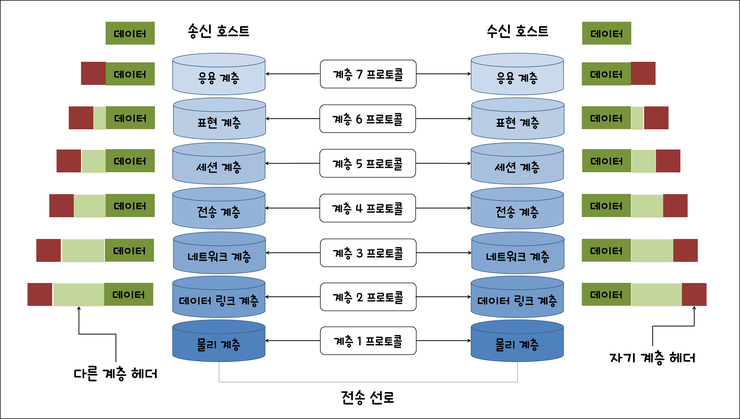 데이터 송신 호스트 수신 호스트 데이터
데이터 응용 계층 계층 7 프로토콜 응용 계층 데이터
데이터 표현 계층 계층 6 프로토콜 표현 계층 데이터
데이터 세션 계층 계층 5 프로토콜 세션 계층 데이터
데이터 전송 계층 계층 4 프로토콜 전송 계층 데이터
데이터 네트워크 계층 계층 3 프로토콜 네트워크 계층 데이터
데이터 데이터 링크 계층 계층 2 프로토콜 데이터 링크 계층 데이터
물리 계층 계층 1 프로토콜 물리 계층
다른 계층 헤더 자기 계층 헤더
전송 선로